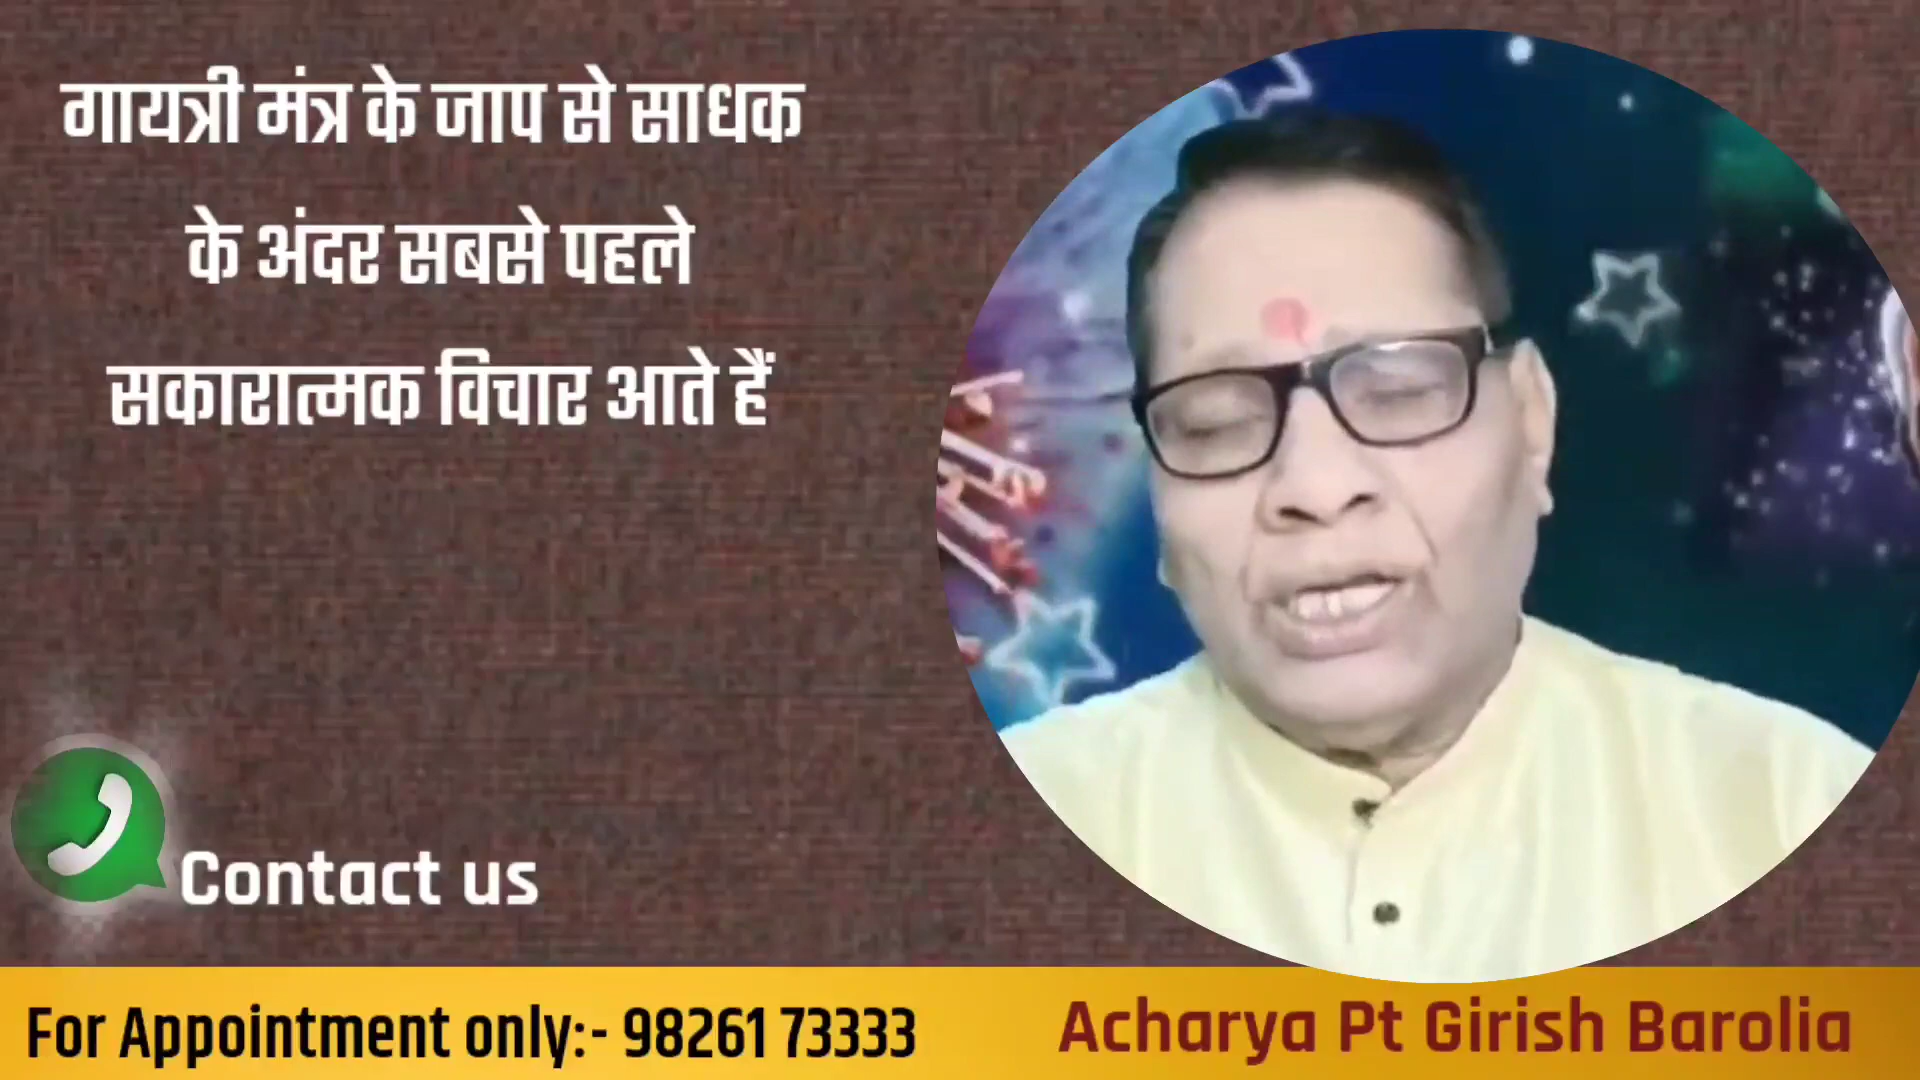 गायत्री मंत्र के जाप से साधक
के अंदर सबसे पहले
सकारात्मक विचार आते हैं
Contact us
For Appointment only:- 98261 73333
Acharya Pt Girish Barolia